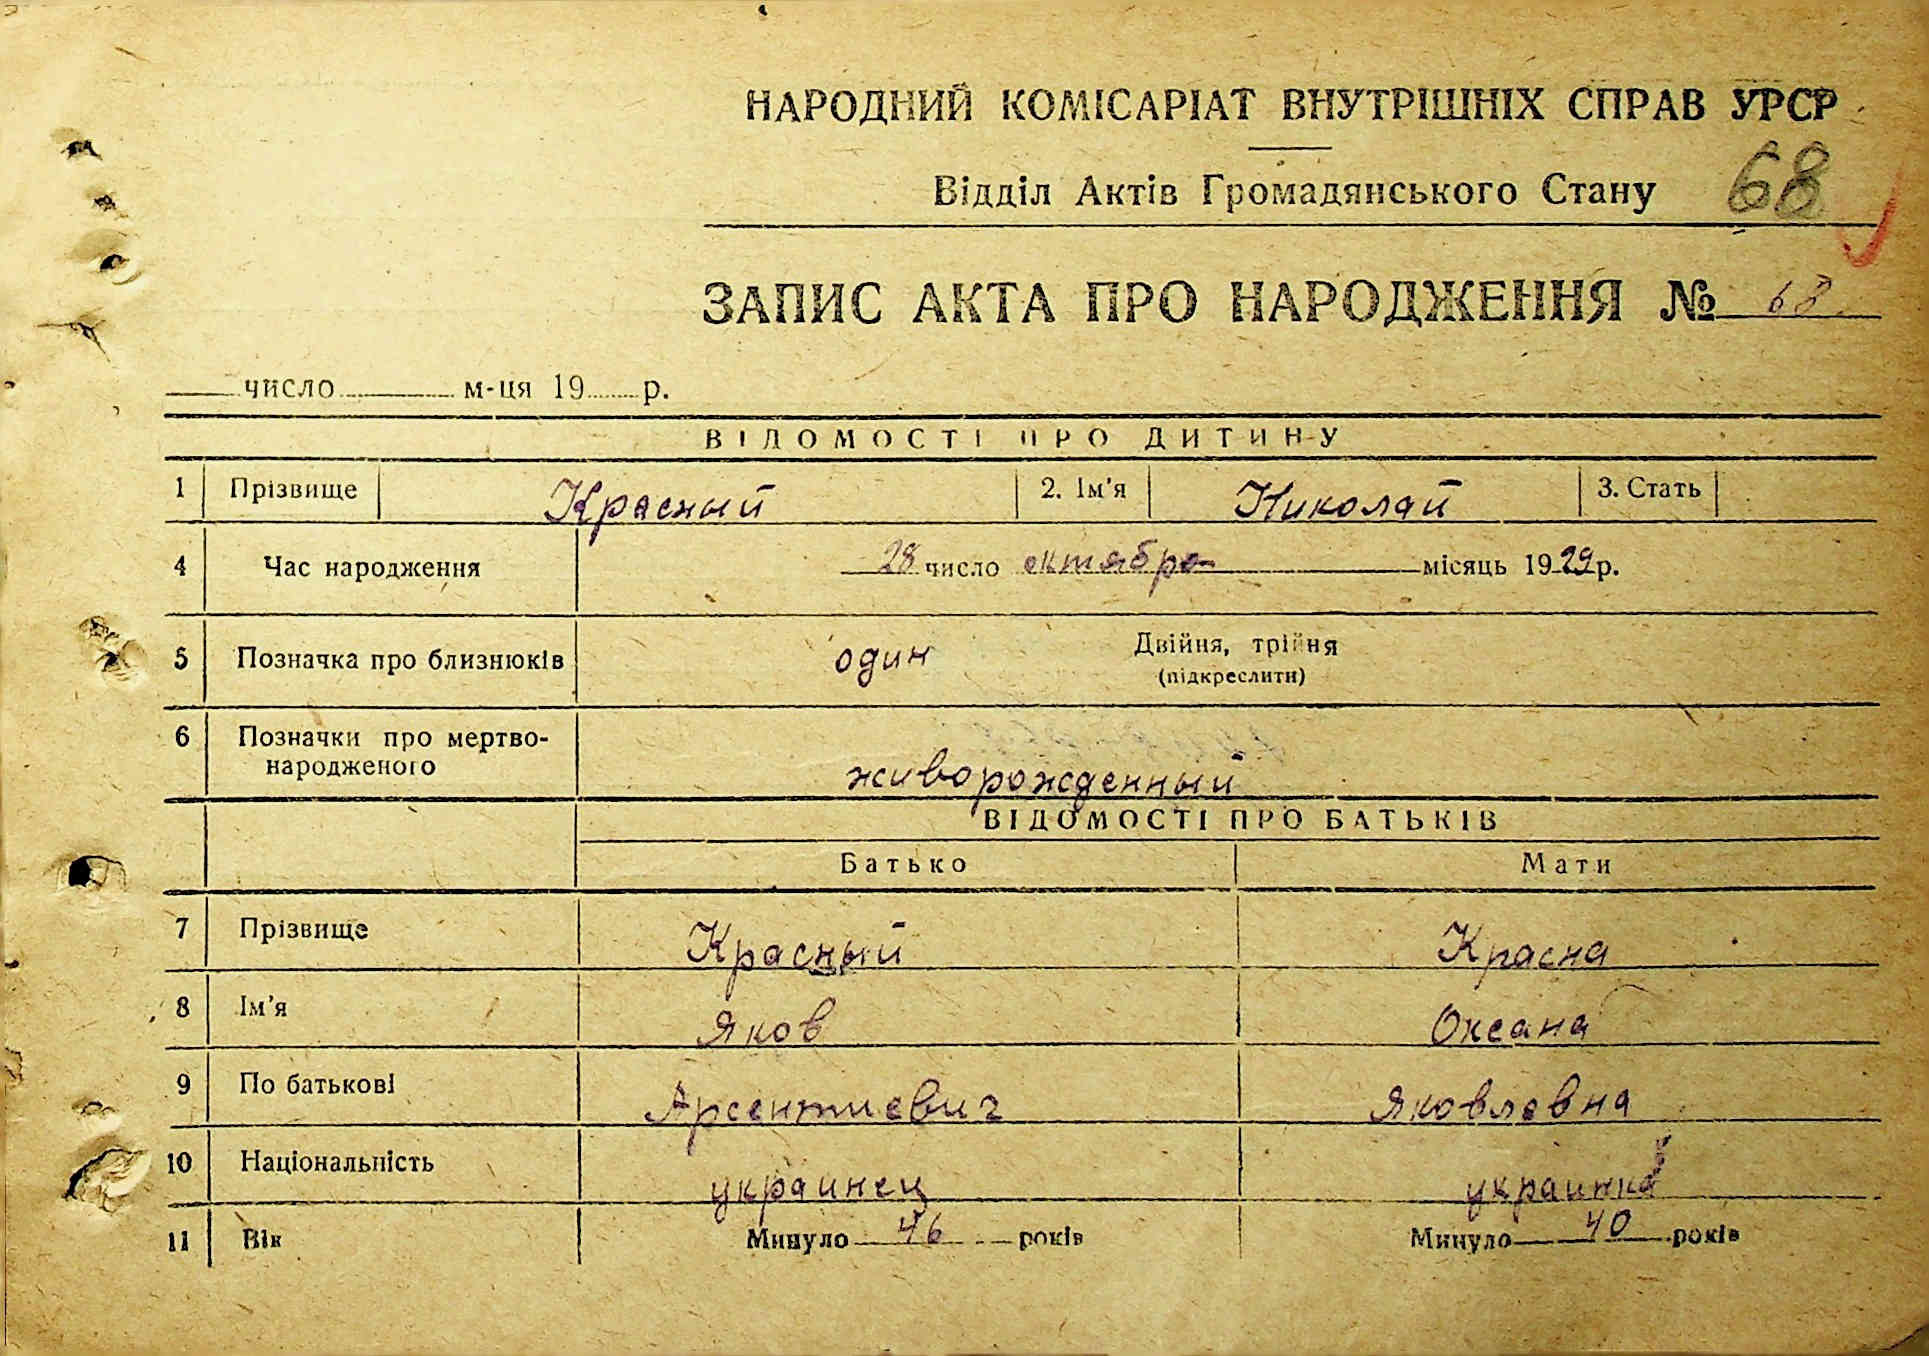 НАРОДНИЙ КОМІСАРІАТ ВНУТРІШНІХ СПРАВ УРСР
Відділ Актів Громадянського Стану 68
ЗАПИС АКТА ПРО НАРОДЖЕННЯ № 68
число м-ця 19 р.
ВІДОМОСТІ ПРО ДИТИНУ
1 Прізвище Красный 2. Ім'я Николай 3. Стать
4 Час народження 28 число октября місяць 1929 р.
5 Позначка про близнюків один Двійня, трійня
(підкреслити)
6 Позначки про мертво-
народженого живорожденный
ВІДОМОСТІ ПРО БАТЬКІВ
Батько Мати
7 Прізвище Красный Красна
8 Ім'я Яков Оксана
9 По батькові Арсентиевич Яковлевна
10 Національність украинец украинка
11 Вік Минуло 46 років Минуло 40 років